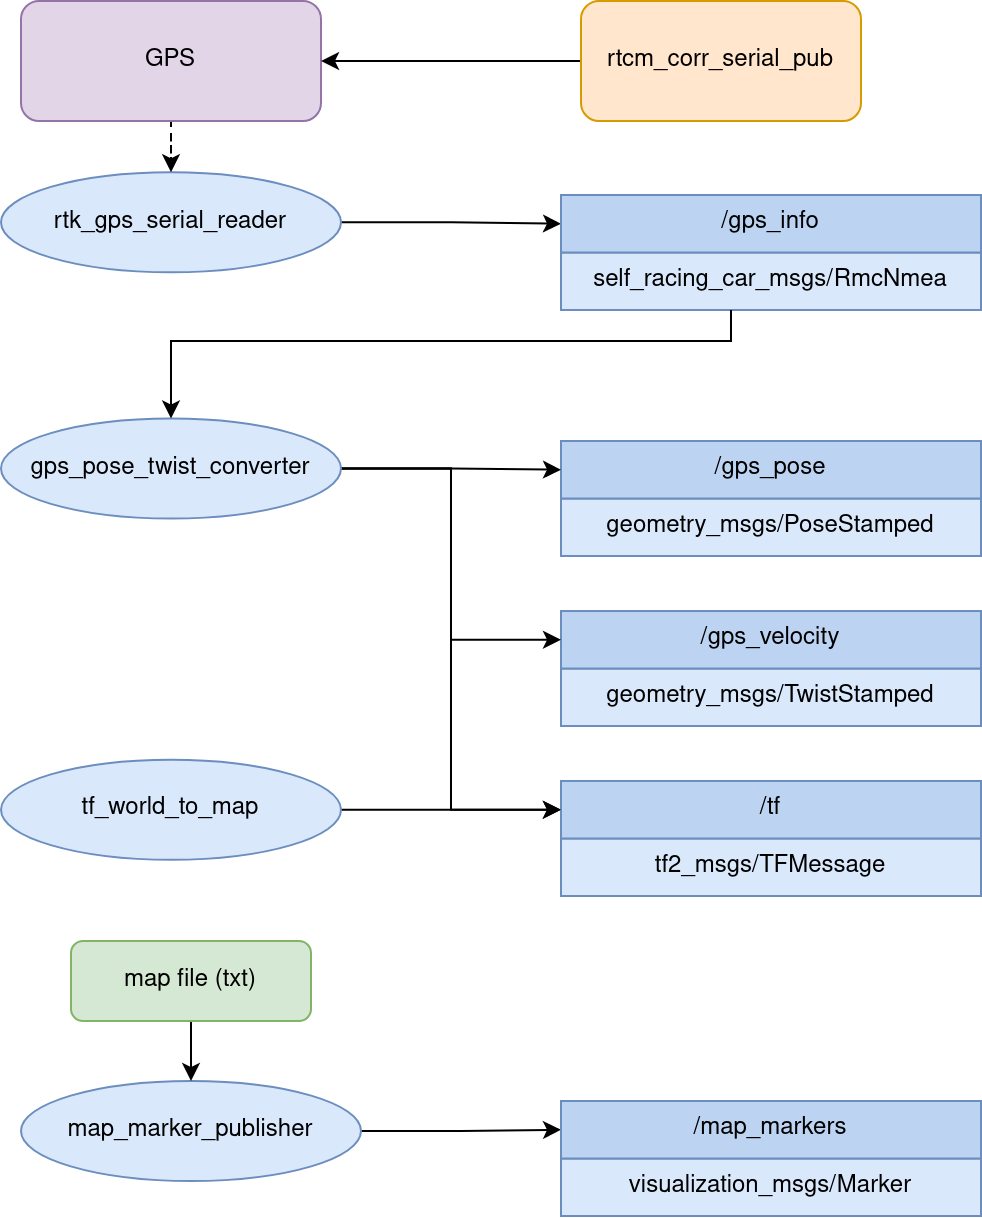 GPS
rtcm_corr_serial_pub
rtk_gps_serial_reader
/gps_info
self_racing_car_msgs/RmcNmea
gps_pose_twist_converter
/gps_pose
geometry_msgs/PoseStamped
/gps_velocity
geometry_msgs/TwistStamped
tf_world_to_map
/tf
tf2_msgs/TFMessage
map file (txt)
map_marker_publisher
/map_markers
visualization_msgs/Marker